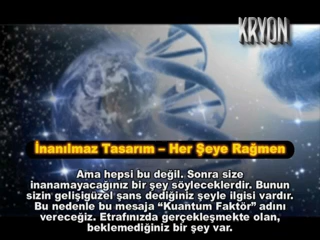 KRYON
İnanılmaz Tasarım – Her Şeye Rağmen
Ama hepsi bu değil. Sonra size
inanamayacağınız bir şey söyleceklerdir. Bunun
sizin gelişigüzel şans dediğiniz şeyle ilgisi vardır.
Bu nedenle bu mesaja “Kuantum Faktör” adını
vereceğiz. Etrafınızda gerçekleşmekte olan,
beklemediğiniz bir şey var.